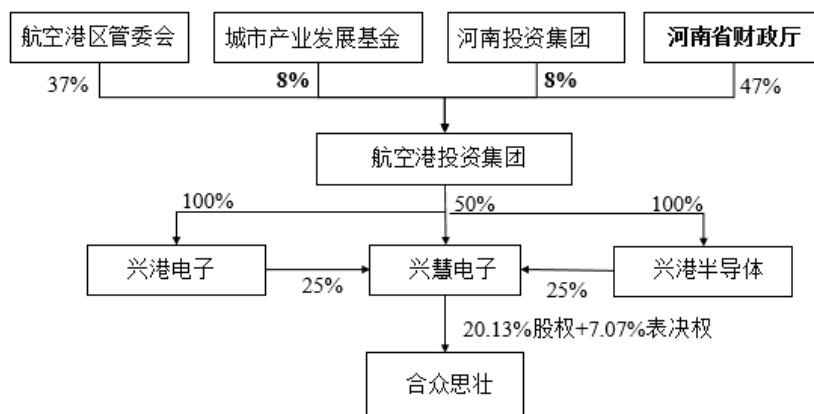 航空港区管委会
城市产业发展基金
河南投资集团
河南省财政厅
37%
8%
8%
47%
航空港投资集团
100%
50%
100%
兴港电子
兴慧电子
兴港半导体
25%
25%
20.13%股权+7.07%表决权
合众思壮